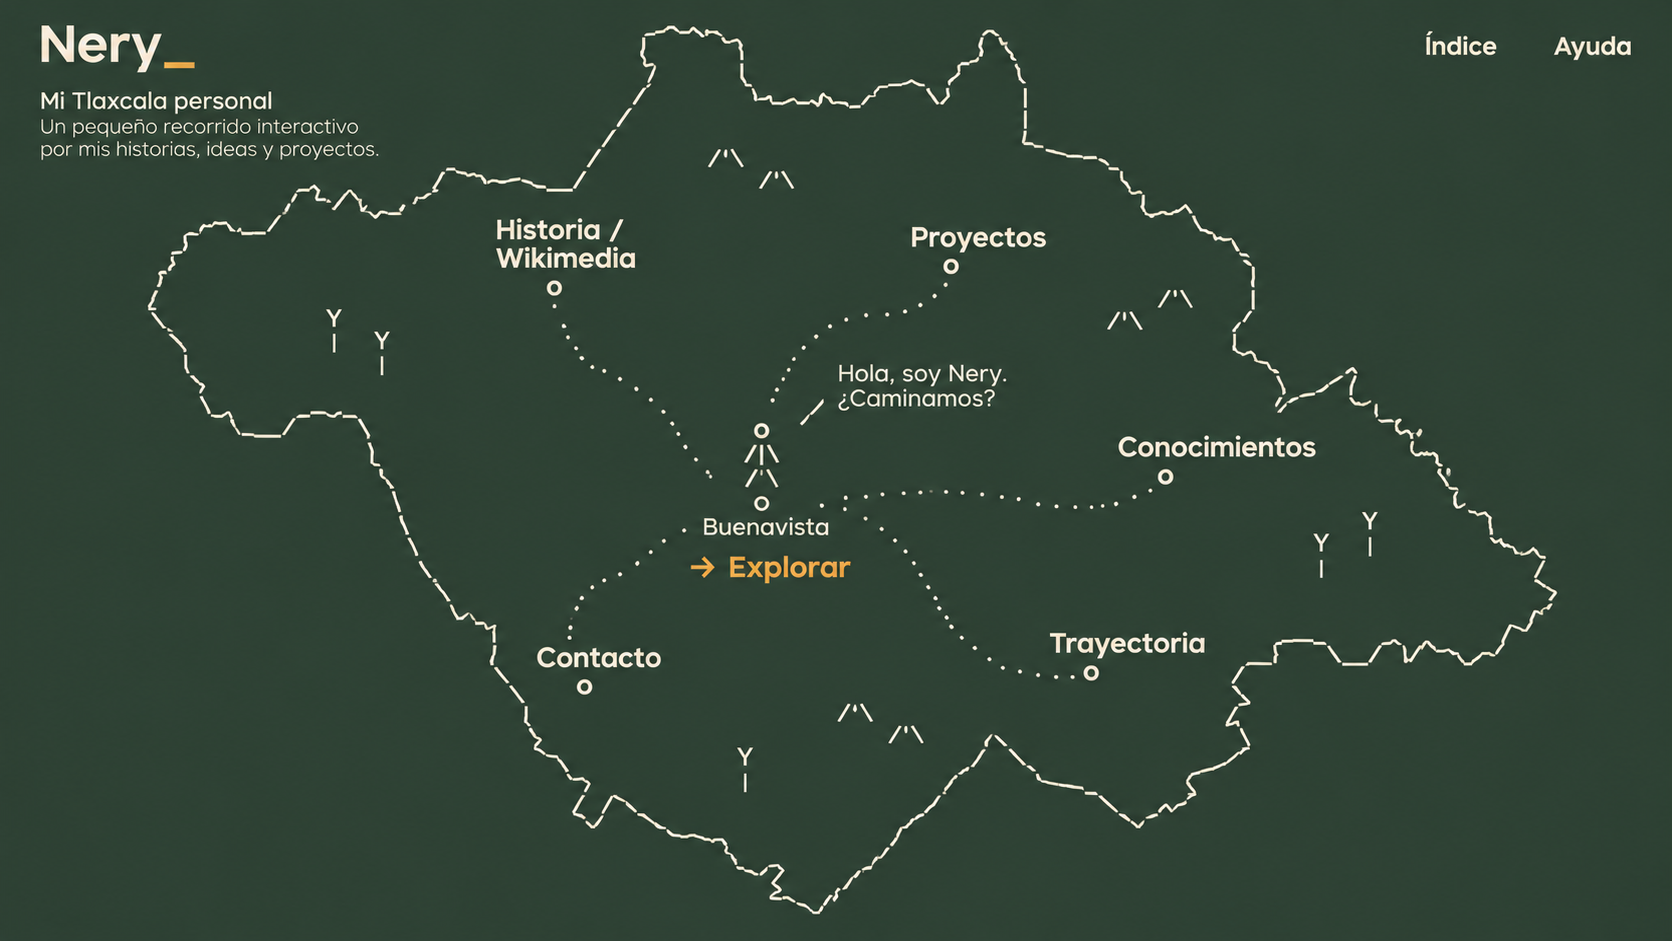 Nery_
Índice
Ayuda
Mi Tlaxcala personal
Un pequeño recorrido interactivo
por mis historias, ideas y proyectos.
Historia /
Wikimedia
Proyectos
Hola, soy Nery.
¿Caminamos?
Conocimientos
Buenavista
→ Explorar
Contacto
Trayectoria